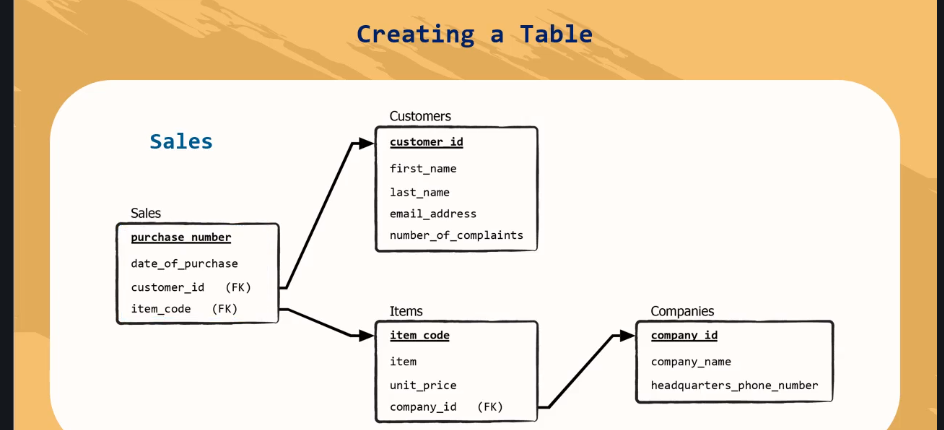 Creating a Table
Sales
Customers
customer_id
first_name
last_name
email_address
number_of_complaints
Sales
purchase_number
date_of_purchase
customer_id (FK)
item_code (FK)
Items
item_code
item
unit_price
company_id (FK)
Companies
company_id
company_name
headquarters_phone_number